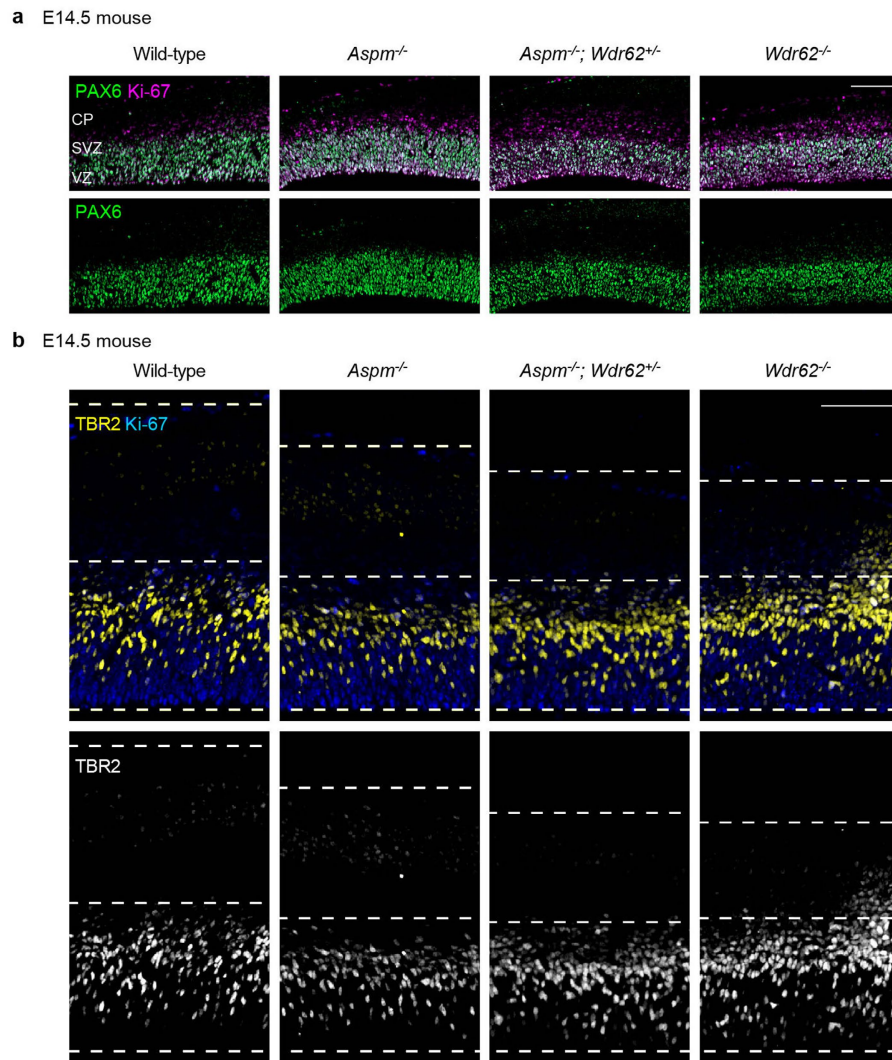 a E14.5 mouse
Wild-type Aspm-/- Aspm-/-; Wdr62+/- Wdr62-/-
PAX6 Ki-67
CP
SVZ
VZ
PAX6
b E14.5 mouse
Wild-type Aspm-/- Aspm-/-; Wdr62+/- Wdr62-/-
TBR2 Ki-67
TBR2